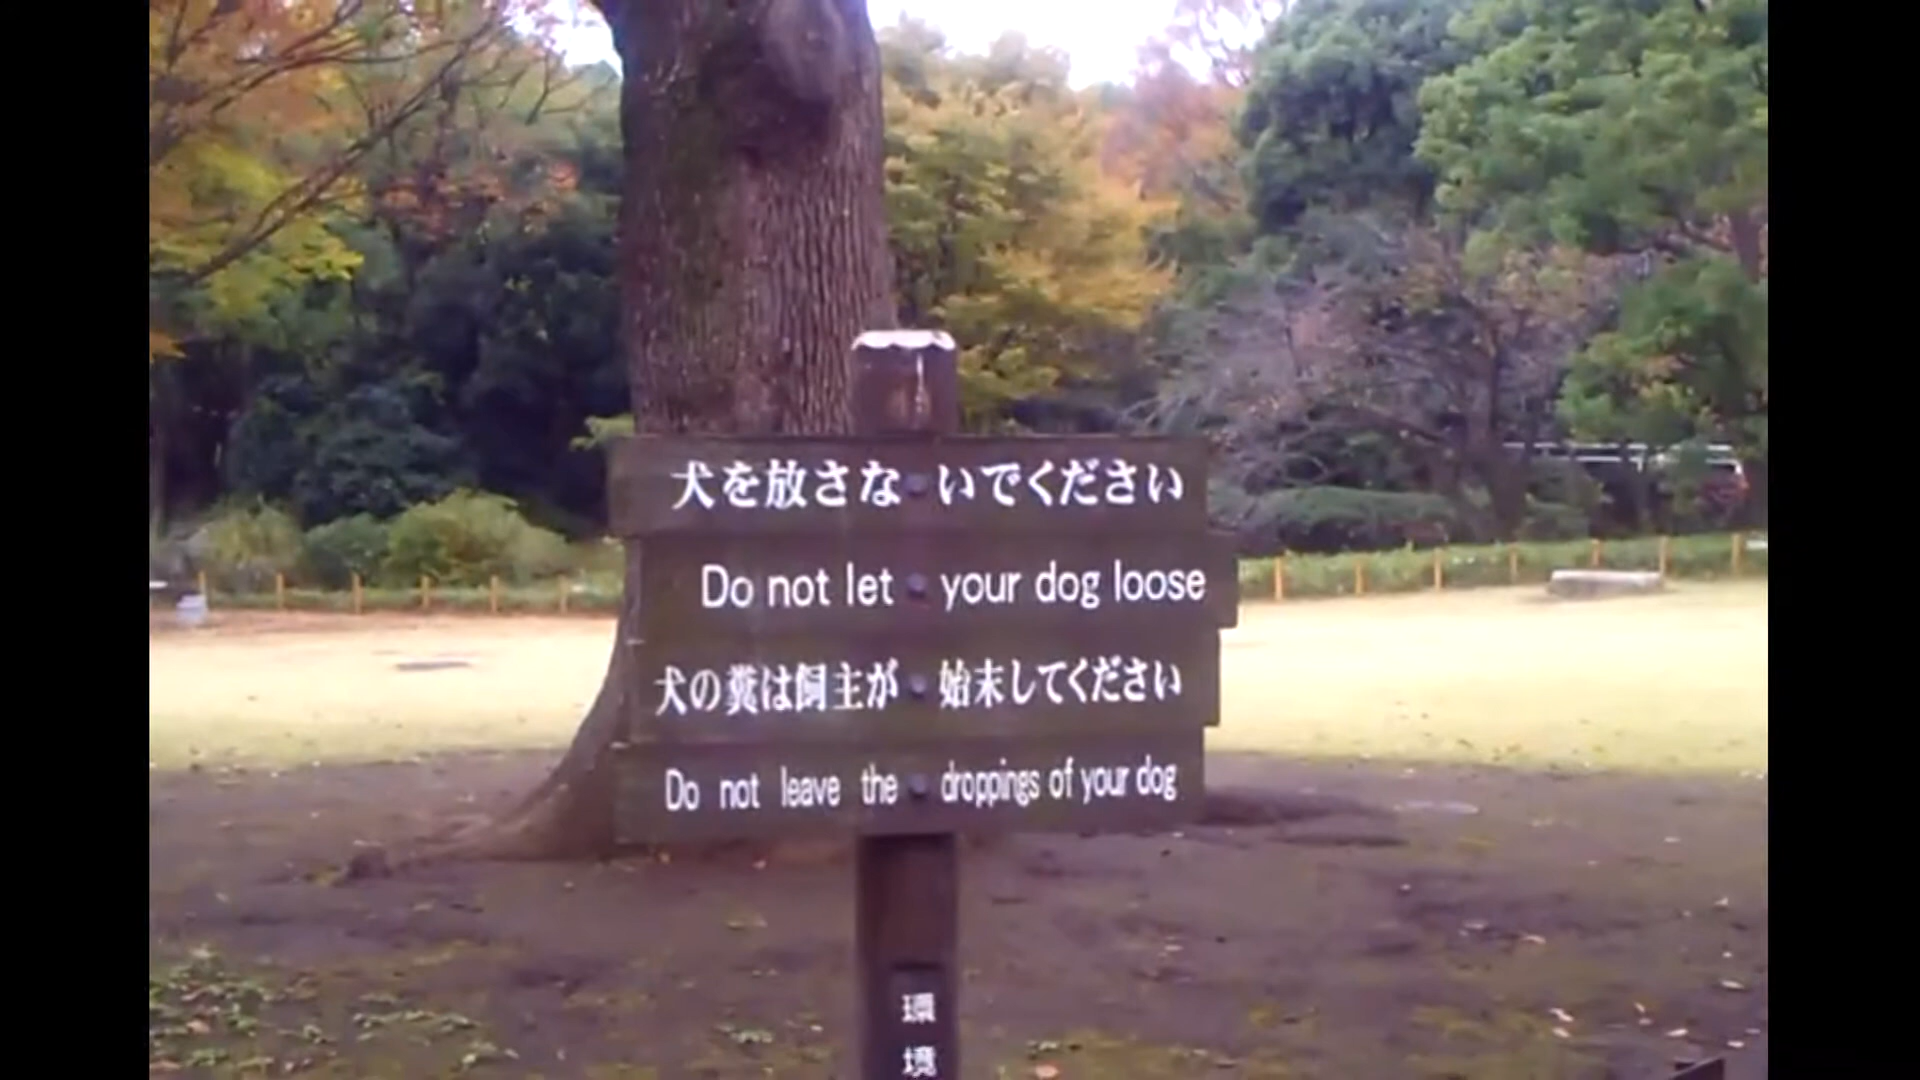 犬を放さないでください
Do not let your dog loose
犬の糞は飼主が始末してください
Do not leave the droppings of your dog
環境